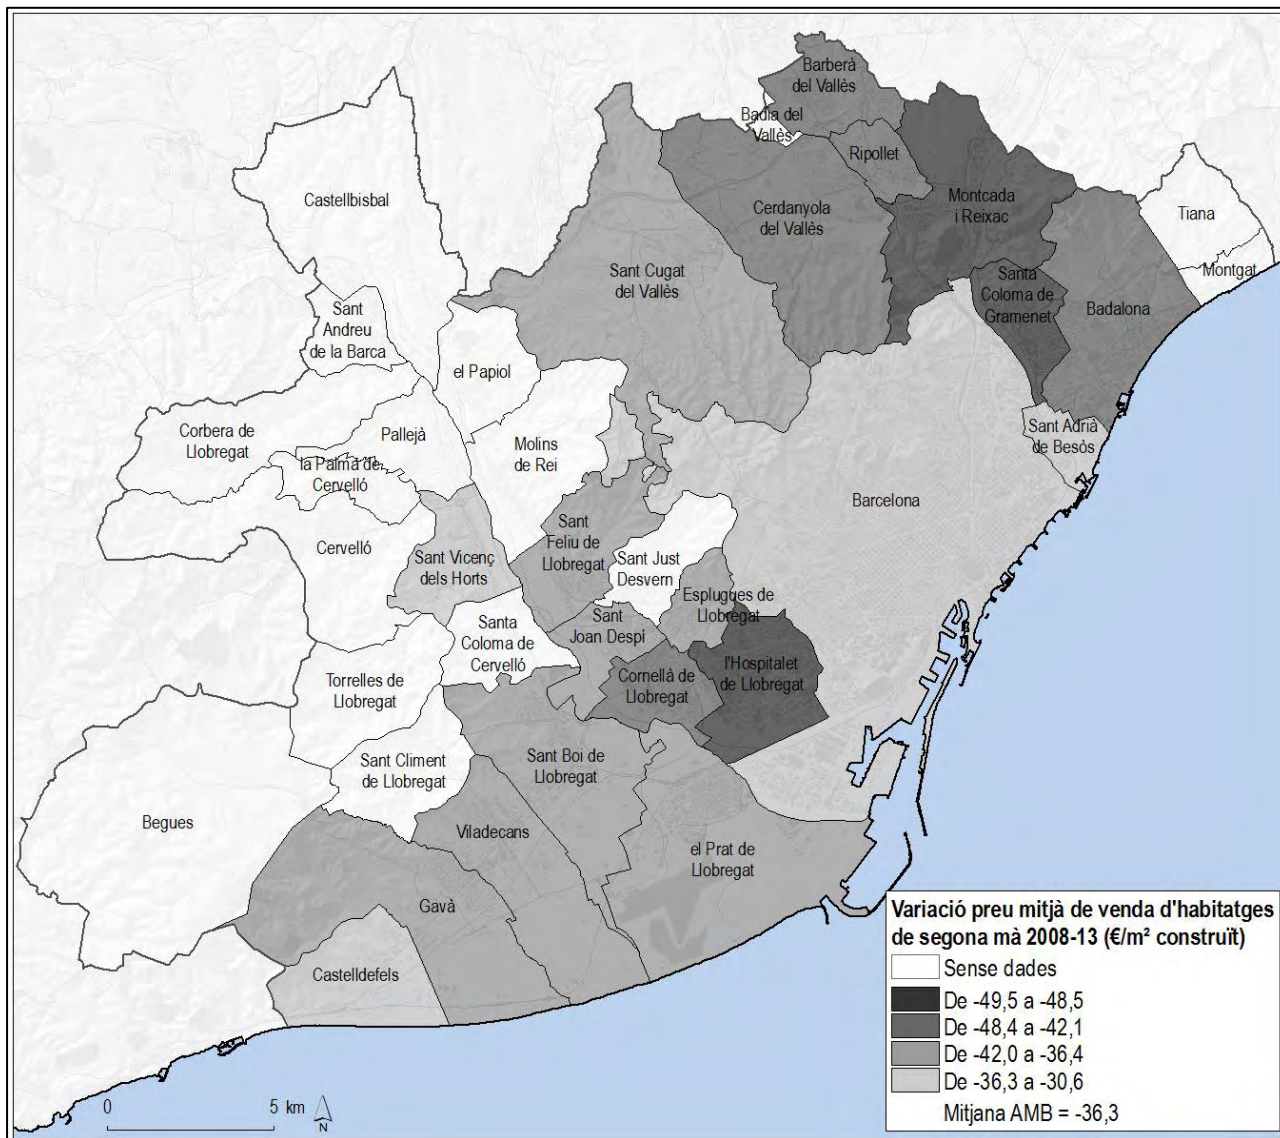 Barberà
del Vallès
Badia del
Vallès
Ripollet
Castellbisbal
Montcada
i Reixac
Cerdanyola
del Vallès
Tiana
Montgat
Sant Cugat
del Vallès
Santa
Coloma de
Gramenet
Badalona
Sant
Andreu
de la Barca
el Papiol
Corbera de
Llobregat
Pallejà
Molins
de Rei
Sant Adrià
de Besòs
la Palma de
Cervelló
Barcelona
Cervelló
Sant Vicenç
dels Horts
Sant
Feliu de
Llobregat
Sant Just
Desvern
Esplugues de
Llobregat
Santa
Coloma de
Cervelló
Sant
Joan Despi
Torrelles de
Llobregat
Cornellà de
Llobregat
l'Hospitalet
de Llobregat
Sant Climent
de Llobregat
Sant Boi de
Llobregat
Begues
Viladecans
el Prat de
Llobregat
Gavà
Castelldefels
Variació preu mitjà de venda d'habitatges
de segona mà 2008-13 (€/m² construït)
Sense dades
De -49,5 a -48,5
De -48,4 a -42,1
De -42,0 a -36,4
De -36,3 a -30,6
Mitjana AMB = -36,3
0 5 km
N